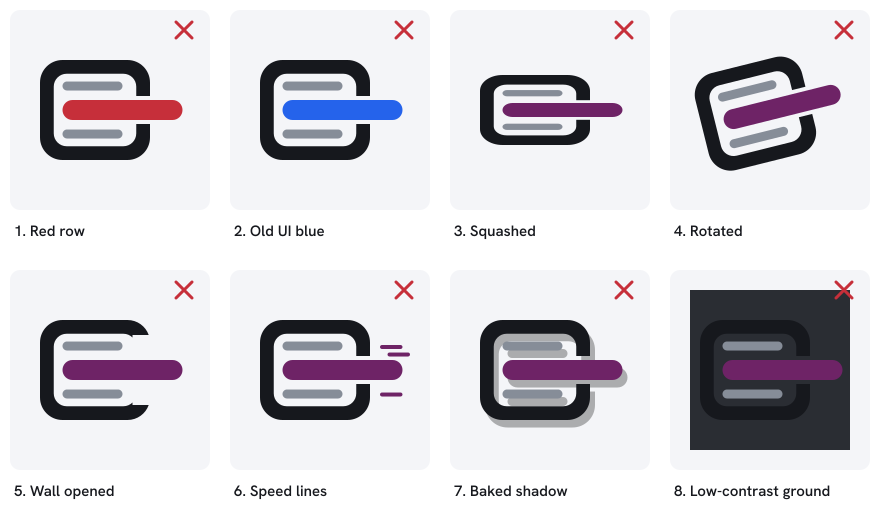 1. Red row
2. Old UI blue
3. Squashed
4. Rotated
5. Wall opened
6. Speed lines
7. Baked shadow
8. Low-contrast ground